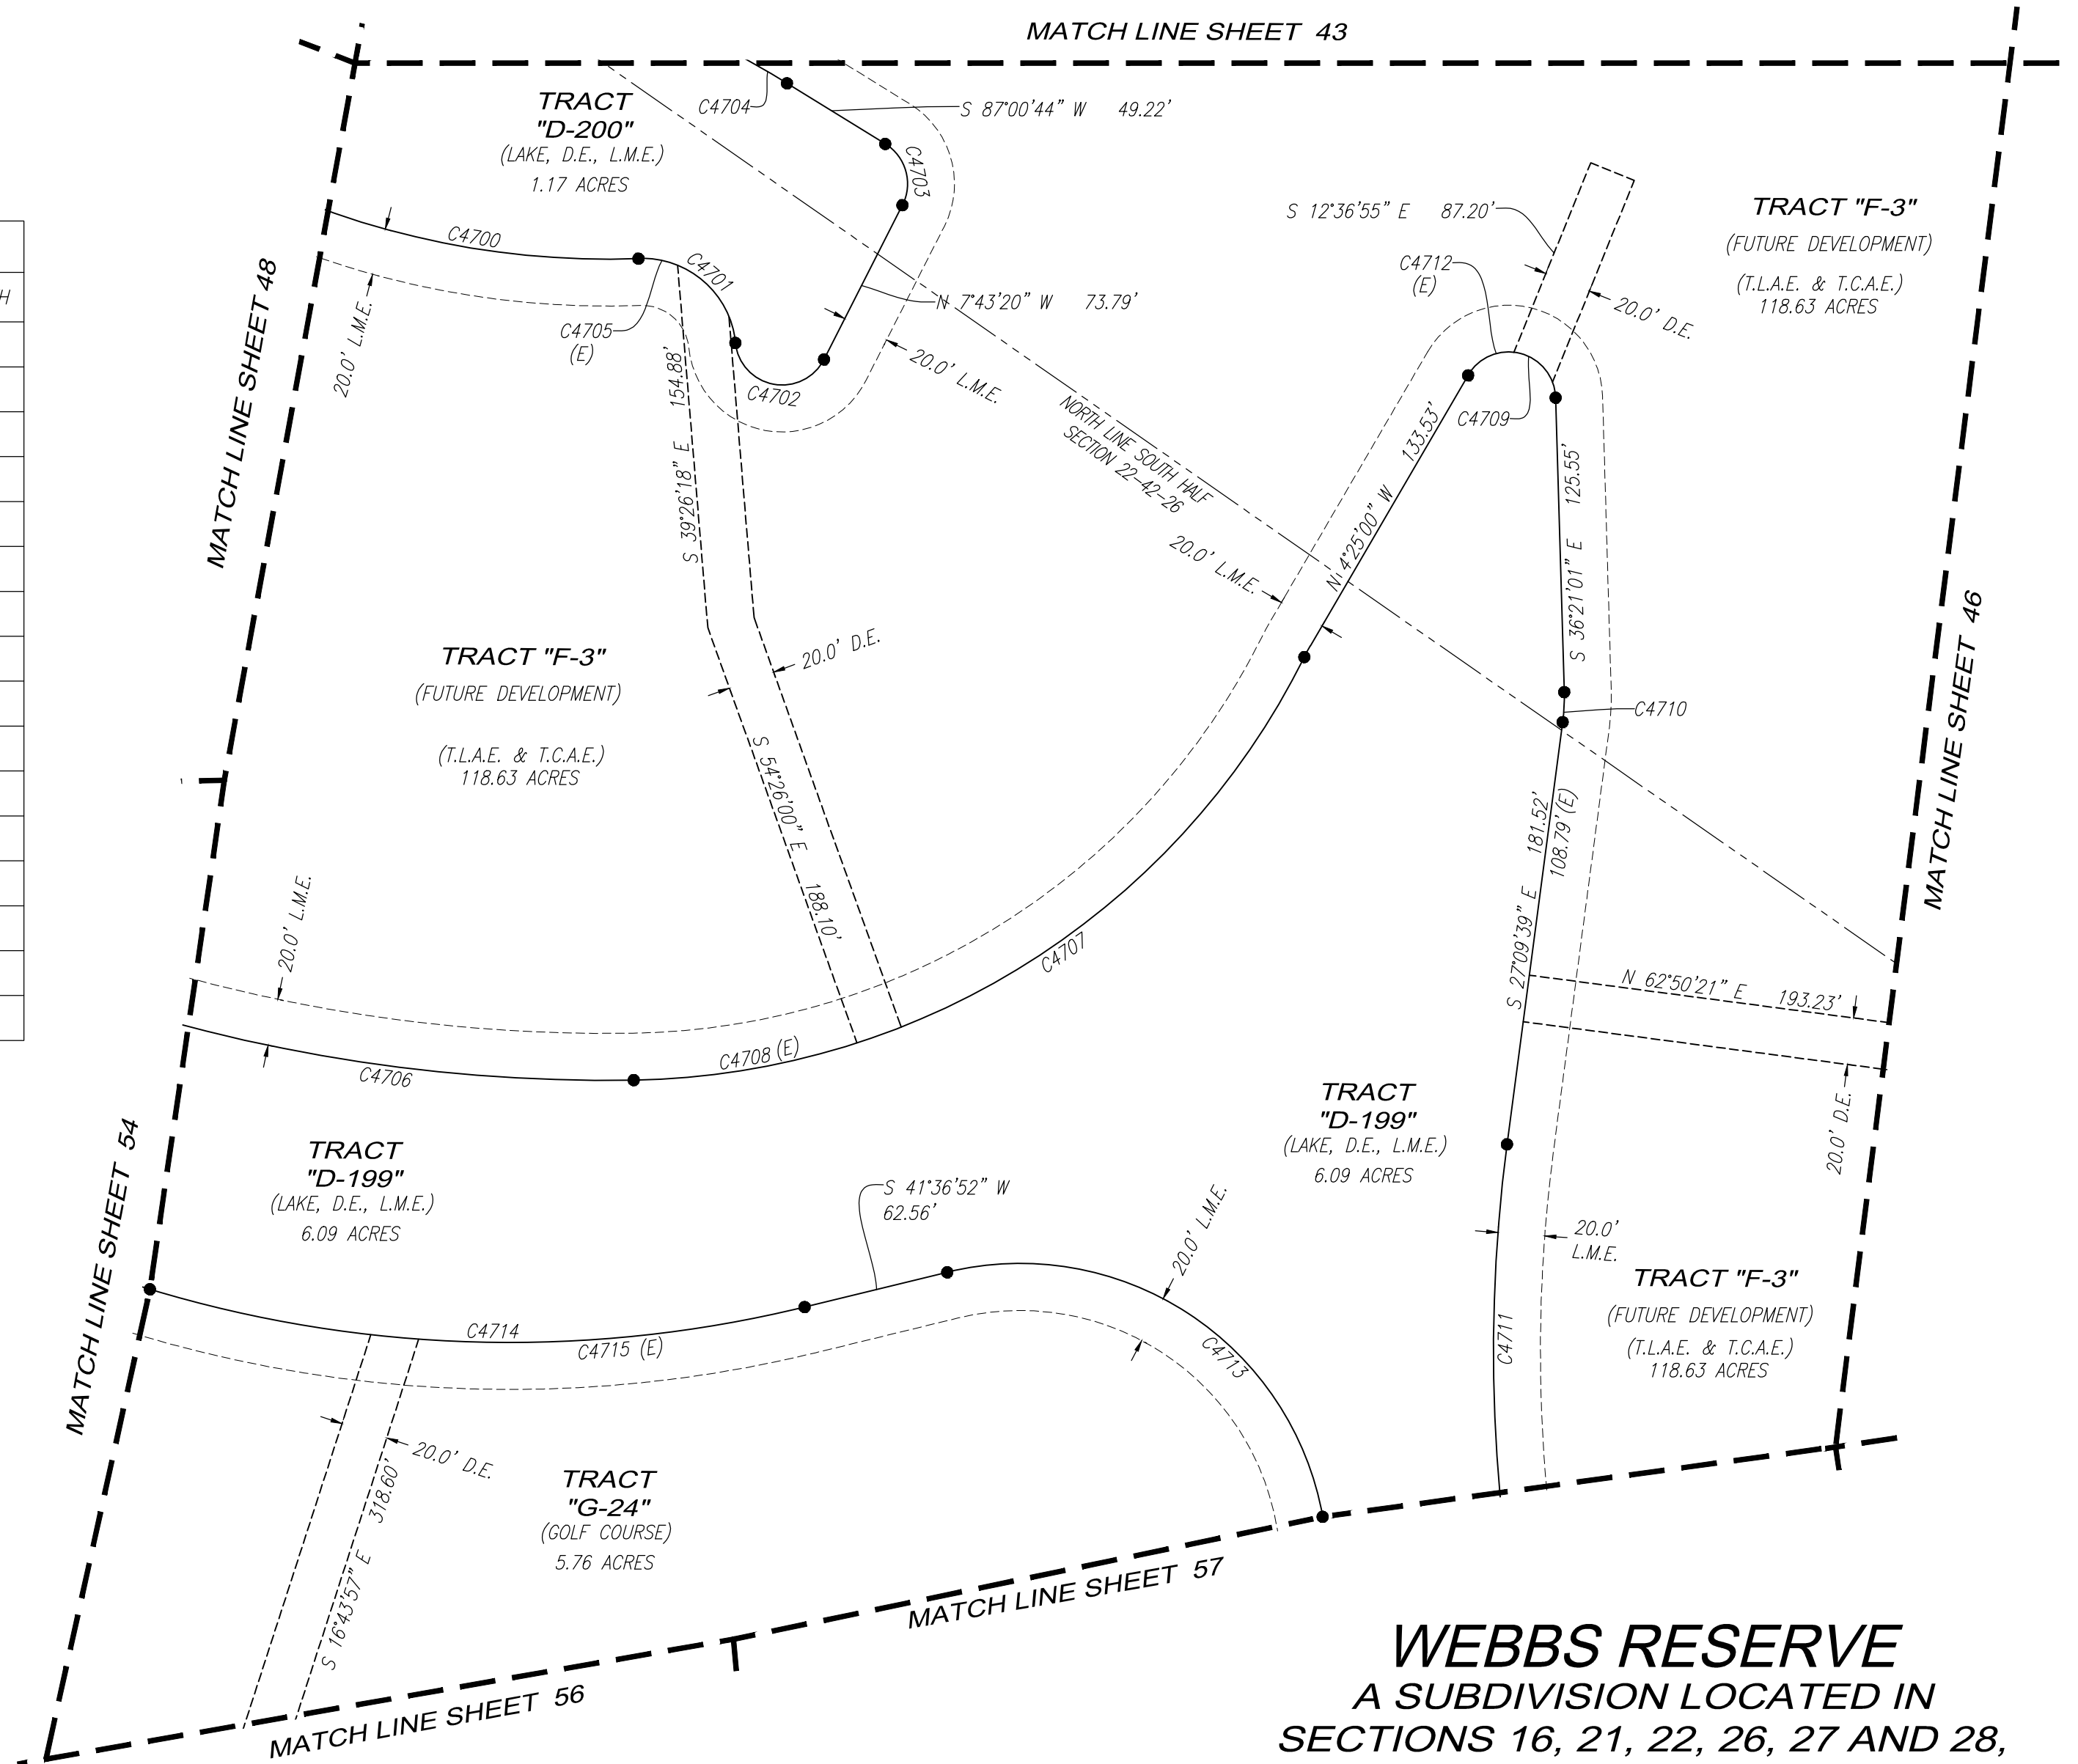 MATCH LINE SHEET 43
TRACT
"D-200"
(LAKE, D.E., L.M.E.)
1.17 ACRES
C4704
S 87°00'44" W 49.22'
C4703
S 12°36'55" E 87.20'
TRACT "F-3"
(FUTURE DEVELOPMENT)
(T.L.A.E. & T.C.A.E.)
118.63 ACRES
C4700
C4701
C4712
(E)
H
MATCH LINE SHEET 48
20.0' L.M.E.
C4705
(E)
N 7°43'20" W 73.79'
20.0' D.E.
154.88'
S 39°26'18" E
C4702
20.0' L.M.E.
NORTH LINE SOUTH HALF
SECTION 22-42-26
C4709
133.53'
N 4°25'00" W
125.55'
S 36°21'01" E
20.0' L.M.E.
TRACT "F-3"
(FUTURE DEVELOPMENT)
(T.L.A.E. & T.C.A.E.)
118.63 ACRES
20.0' D.E.
C4710
MATCH LINE SHEET 46
S 54°26'00" E 188.10'
S 27°09'39" E 181.52'
108.79' (E)
20.0' L.M.E.
C4707
N 62°50'21" E 193.23'
C4706
C4708 (E)
20.0' D.E.
TRACT
"D-199"
(LAKE, D.E., L.M.E.)
6.09 ACRES
MATCH LINE SHEET 54
TRACT
"D-199"
(LAKE, D.E., L.M.E.)
6.09 ACRES
S 41°36'52" W
62.56'
20.0' L.M.E.
20.0'
L.M.E.
TRACT "F-3"
(FUTURE DEVELOPMENT)
(T.L.A.E. & T.C.A.E.)
118.63 ACRES
C4714
C4715 (E)
C4713
C4711
20.0' D.E.
S 16°43'57" E 318.60'
TRACT
"G-24"
(GOLF COURSE)
5.76 ACRES
MATCH LINE SHEET 57
MATCH LINE SHEET 56
WEBBS RESERVE
A SUBDIVISION LOCATED IN
SECTIONS 16, 21, 22, 26, 27 AND 28,